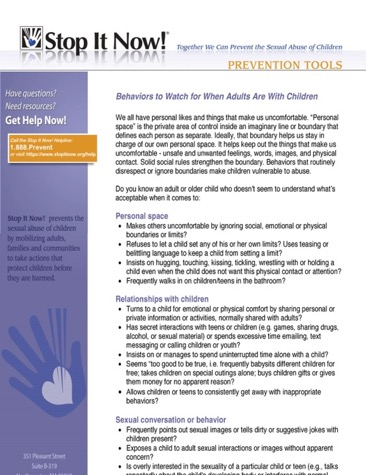 Stop It Now!®
Together We Can Prevent the Sexual Abuse of Children
PREVENTION TOOLS
Have questions?
Need resources?
Get Help Now!
Call the Stop It Now! Helpline:
1.888.Prevent
or visit https://www.stopitnow.org/help
Stop It Now! prevents the
sexual abuse of children
by mobilizing adults,
families and communities
to take actions that
protect children before
they are harmed.
351 Pleasant Street
Suite B-319
Behaviors to Watch for When Adults Are With Children
We all have personal likes and things that make us uncomfortable. "Personal
space" is the private area of control inside an imaginary line or boundary that
defines each person as separate. Ideally, that boundary helps us stay in
charge of our own personal space. It helps keep out the things that make us
uncomfortable - unsafe and unwanted feelings, words, images, and physical
contact. Solid social rules strengthen the boundary. Behaviors that routinely
disrespect or ignore boundaries make children vulnerable to abuse.
Do you know an adult or older child who doesn't seem to understand what's
acceptable when it comes to:
Personal space
• Makes others uncomfortable by ignoring social, emotional or physical
boundaries or limits?
• Refuses to let a child set any of his or her own limits? Uses teasing or
belittling language to keep a child from setting a limit?
• Insists on hugging, touching, kissing, tickling, wrestling with or holding a
child even when the child does not want this physical contact or attention?
• Frequently walks in on children/teens in the bathroom?
Relationships with children
• Turns to a child for emotional or physical comfort by sharing personal or
private information or activities, normally shared with adults?
• Has secret interactions with teens or children (e.g. games, sharing drugs,
alcohol, or sexual material) or spends excessive time emailing, text
messaging or calling children or youth?
• Insists on or manages to spend uninterrupted time alone with a child?
• Seems "too good to be true, i.e. frequently babysits different children for
free; takes children on special outings alone; buys children gifts or gives
them money for no apparent reason?
• Allows children or teens to consistently get away with inappropriate
behaviors?
Sexual conversation or behavior
• Frequently points out sexual images or tells dirty or suggestive jokes with
children present?
• Exposes a child to adult sexual interactions or images without apparent
concern?
• Is overly interested in the sexuality of a particular child or teen (e.g., talks